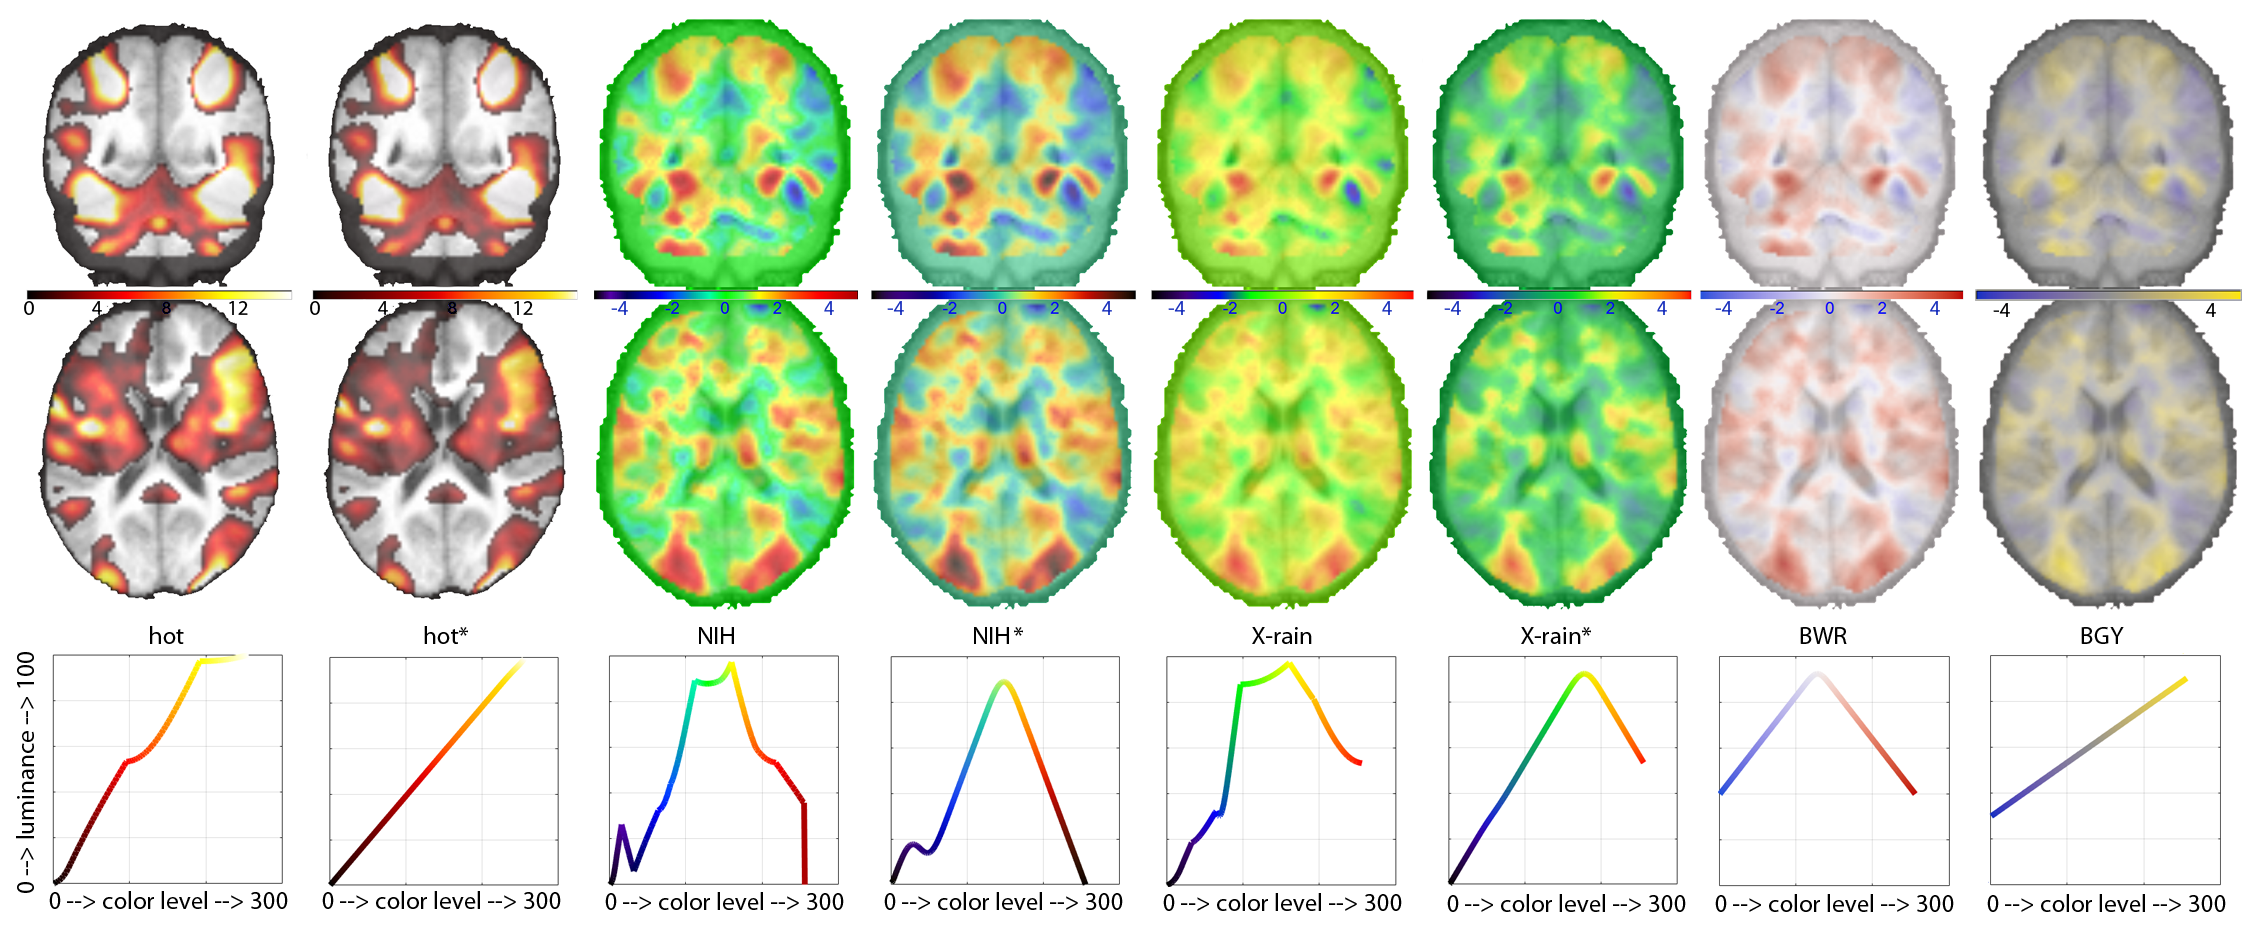 0 4 8 12
0 4 8 12
-4 -2 0 2 4
-4 -2 0 2 4
-4 -2 0 2 4
-4 -2 0 2 4
-4 -2 0 2 4
-4 4
hot
hot*
NIH
NIH*
X-rain
X-rain*
BWR
BGY
0 --> luminance --> 100
0 --> color level --> 300
0 --> color level --> 300
0 --> color level --> 300
0 --> color level --> 300
0 --> color level --> 300
0 --> color level --> 300
0 --> color level --> 300
0 --> color level --> 300